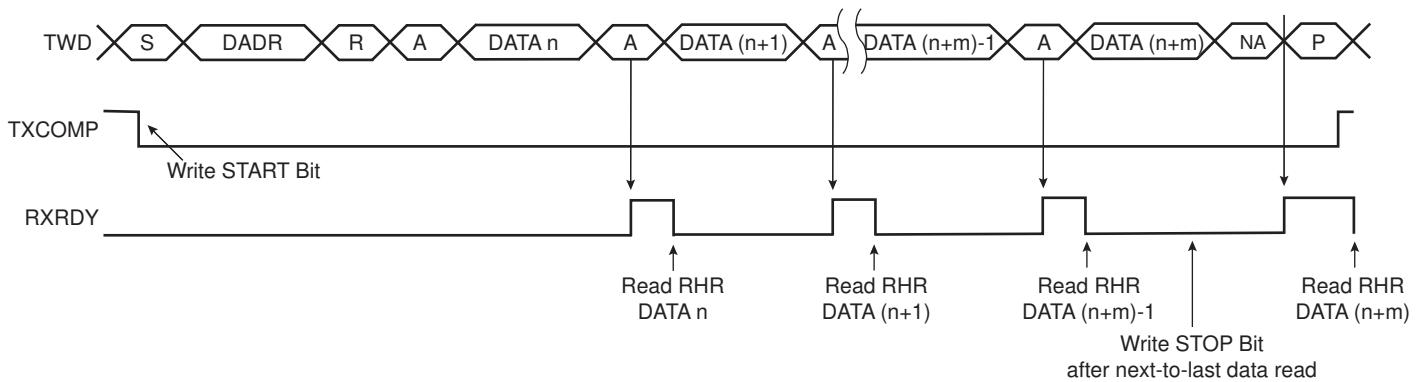 TWD S DADR R A DATA n A DATA (n+1) A DATA (n+m)-1 A DATA (n+m) NA P
TXCOMP
Write START Bit
RXRDY
Read RHR
DATA n
Read RHR
DATA (n+1)
Read RHR
DATA (n+m)-1
Read RHR
DATA (n+m)
Write STOP Bit
after next-to-last data read